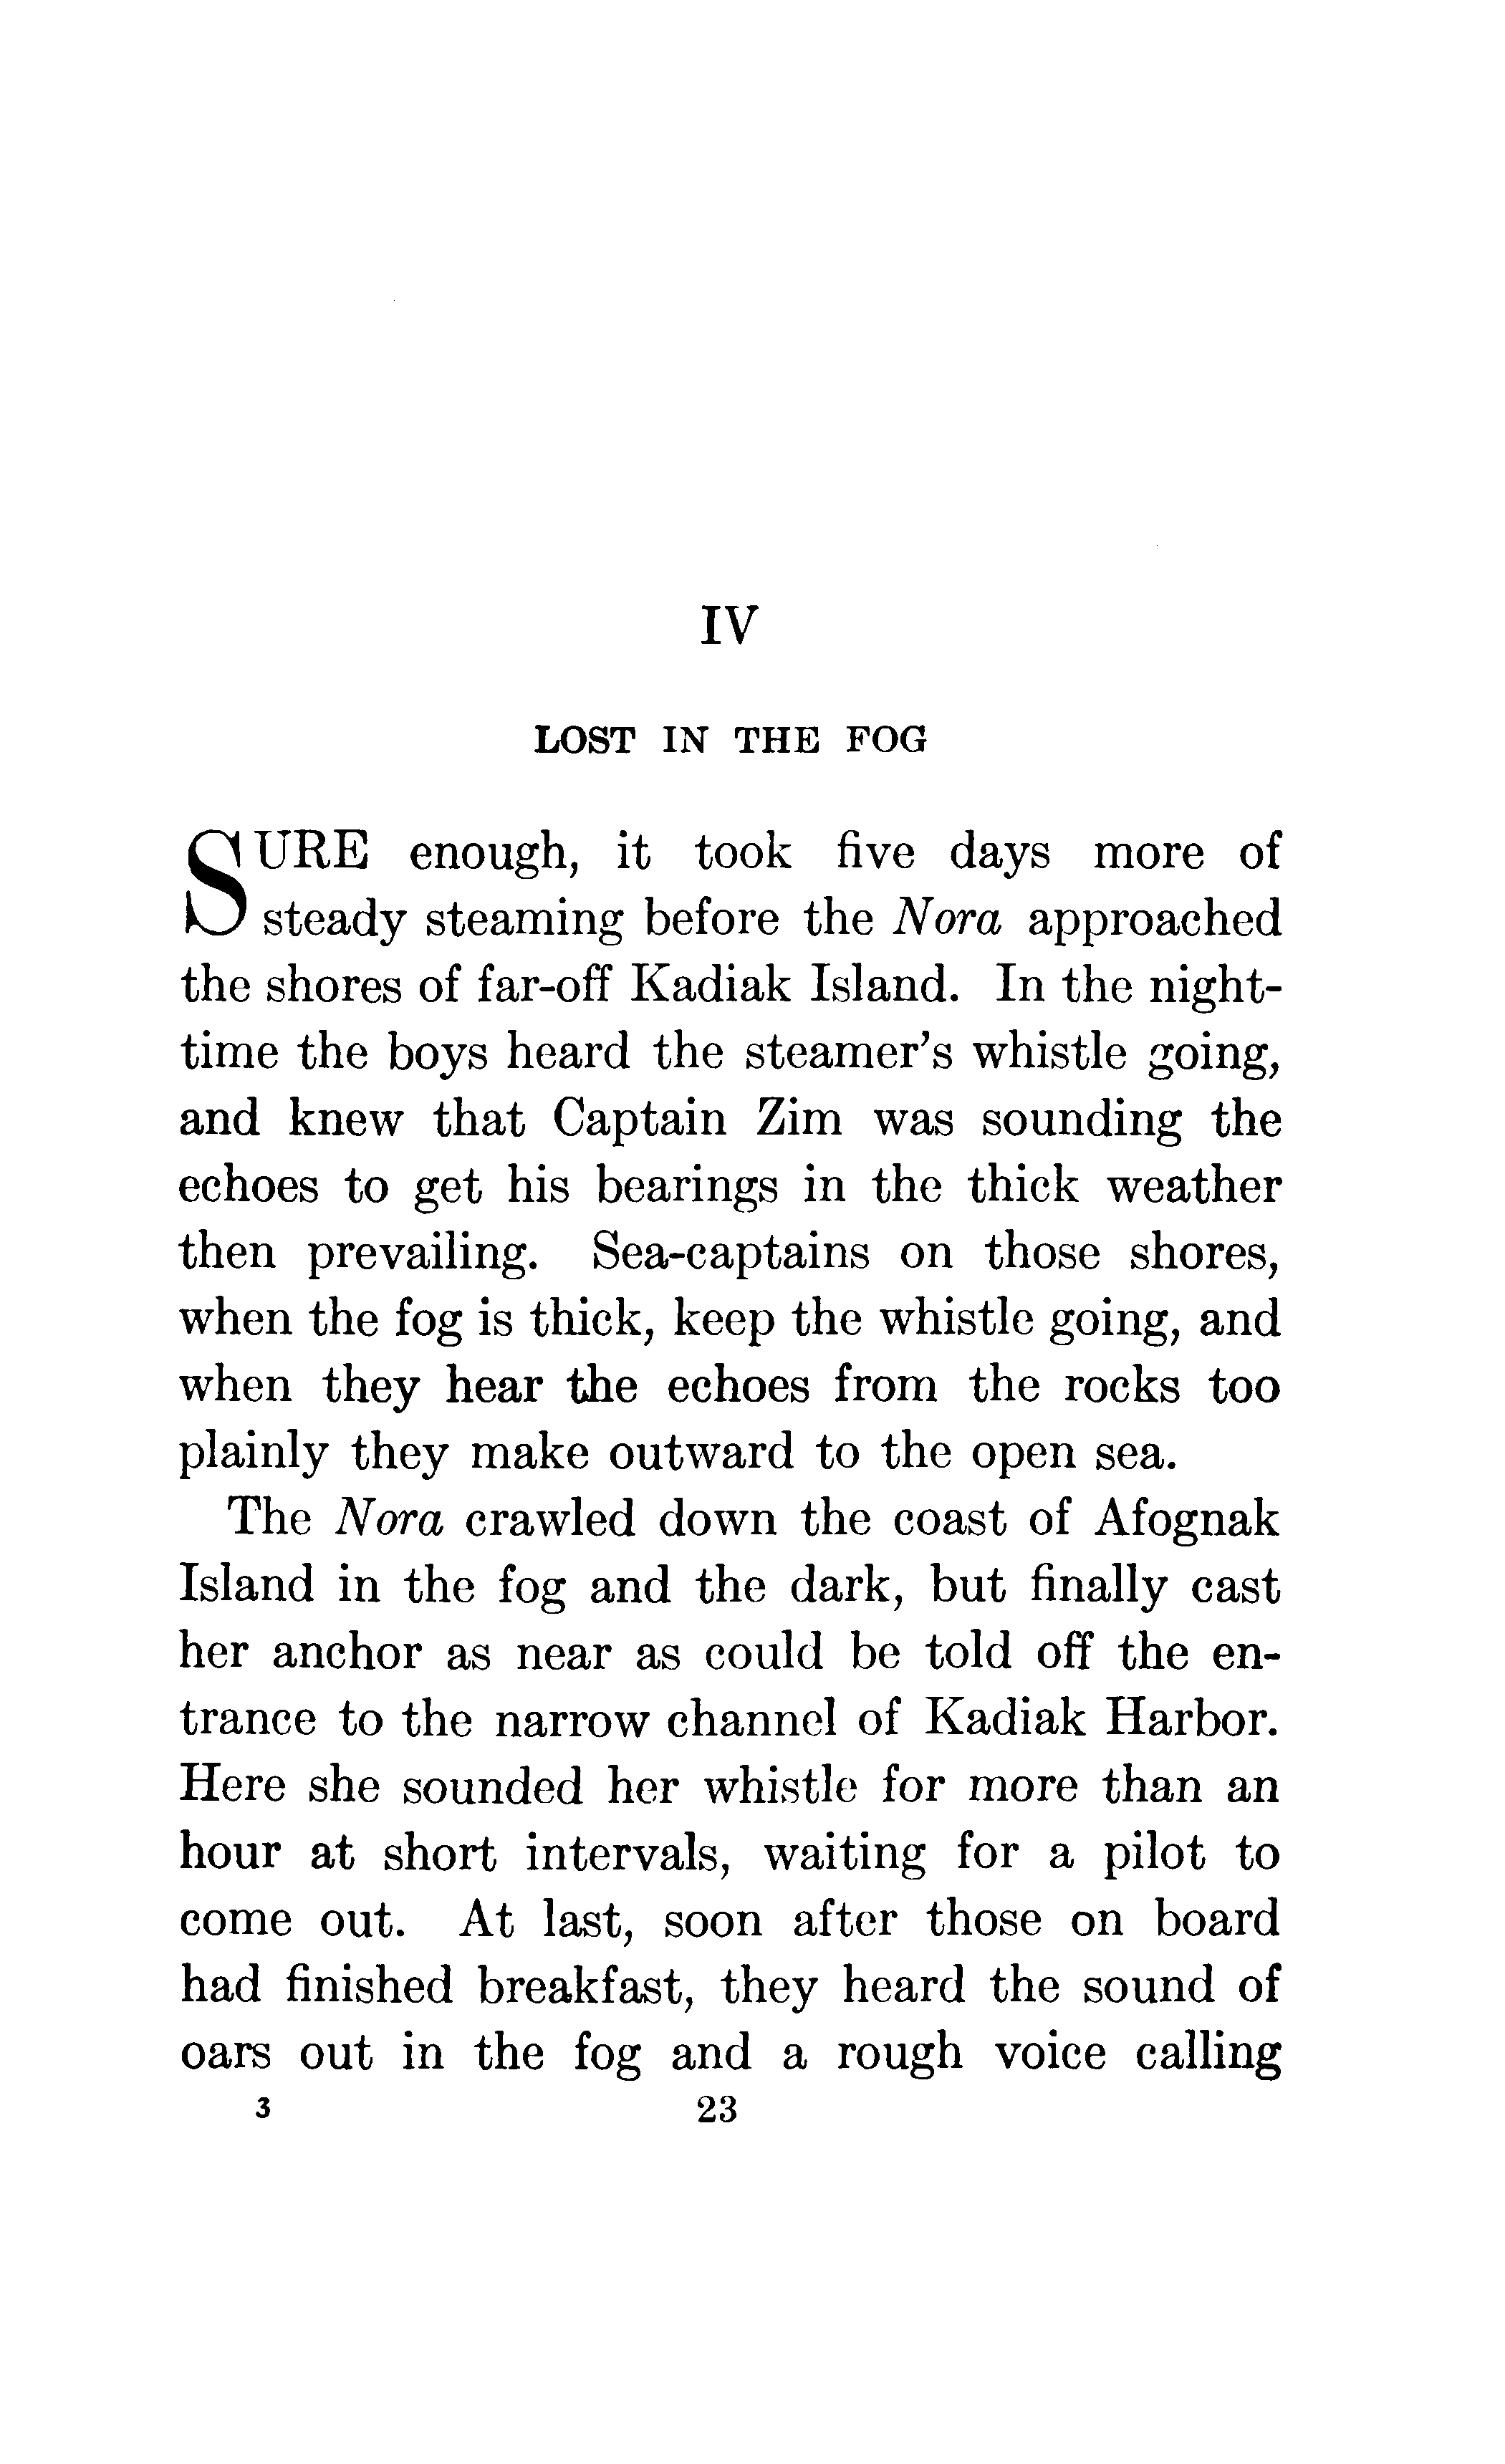 IV
LOST IN THE FOG
SURE enough, it took five days more of
steady steaming before the Nora approached
the shores of far-off Kadiak Island. In the night-
time the boys heard the steamer's whistle going,
and knew that Captain Zim was sounding the
echoes to get his bearings in the thick weather
then prevailing. Sea-captains on those shores,
when the fog is thick, keep the whistle going, and
when they hear the echoes from the rocks too
plainly they make outward to the open sea.
The Nora crawled down the coast of Afognak
Island in the fog and the dark, but finally cast
her anchor as near as could be told off the en-
trance to the narrow channel of Kadiak Harbor.
Here she sounded her whistle for more than an
hour at short intervals, waiting for a pilot to
come out. At last, soon after those on board
had finished breakfast, they heard the sound of
oars out in the fog and a rough voice calling
3 23